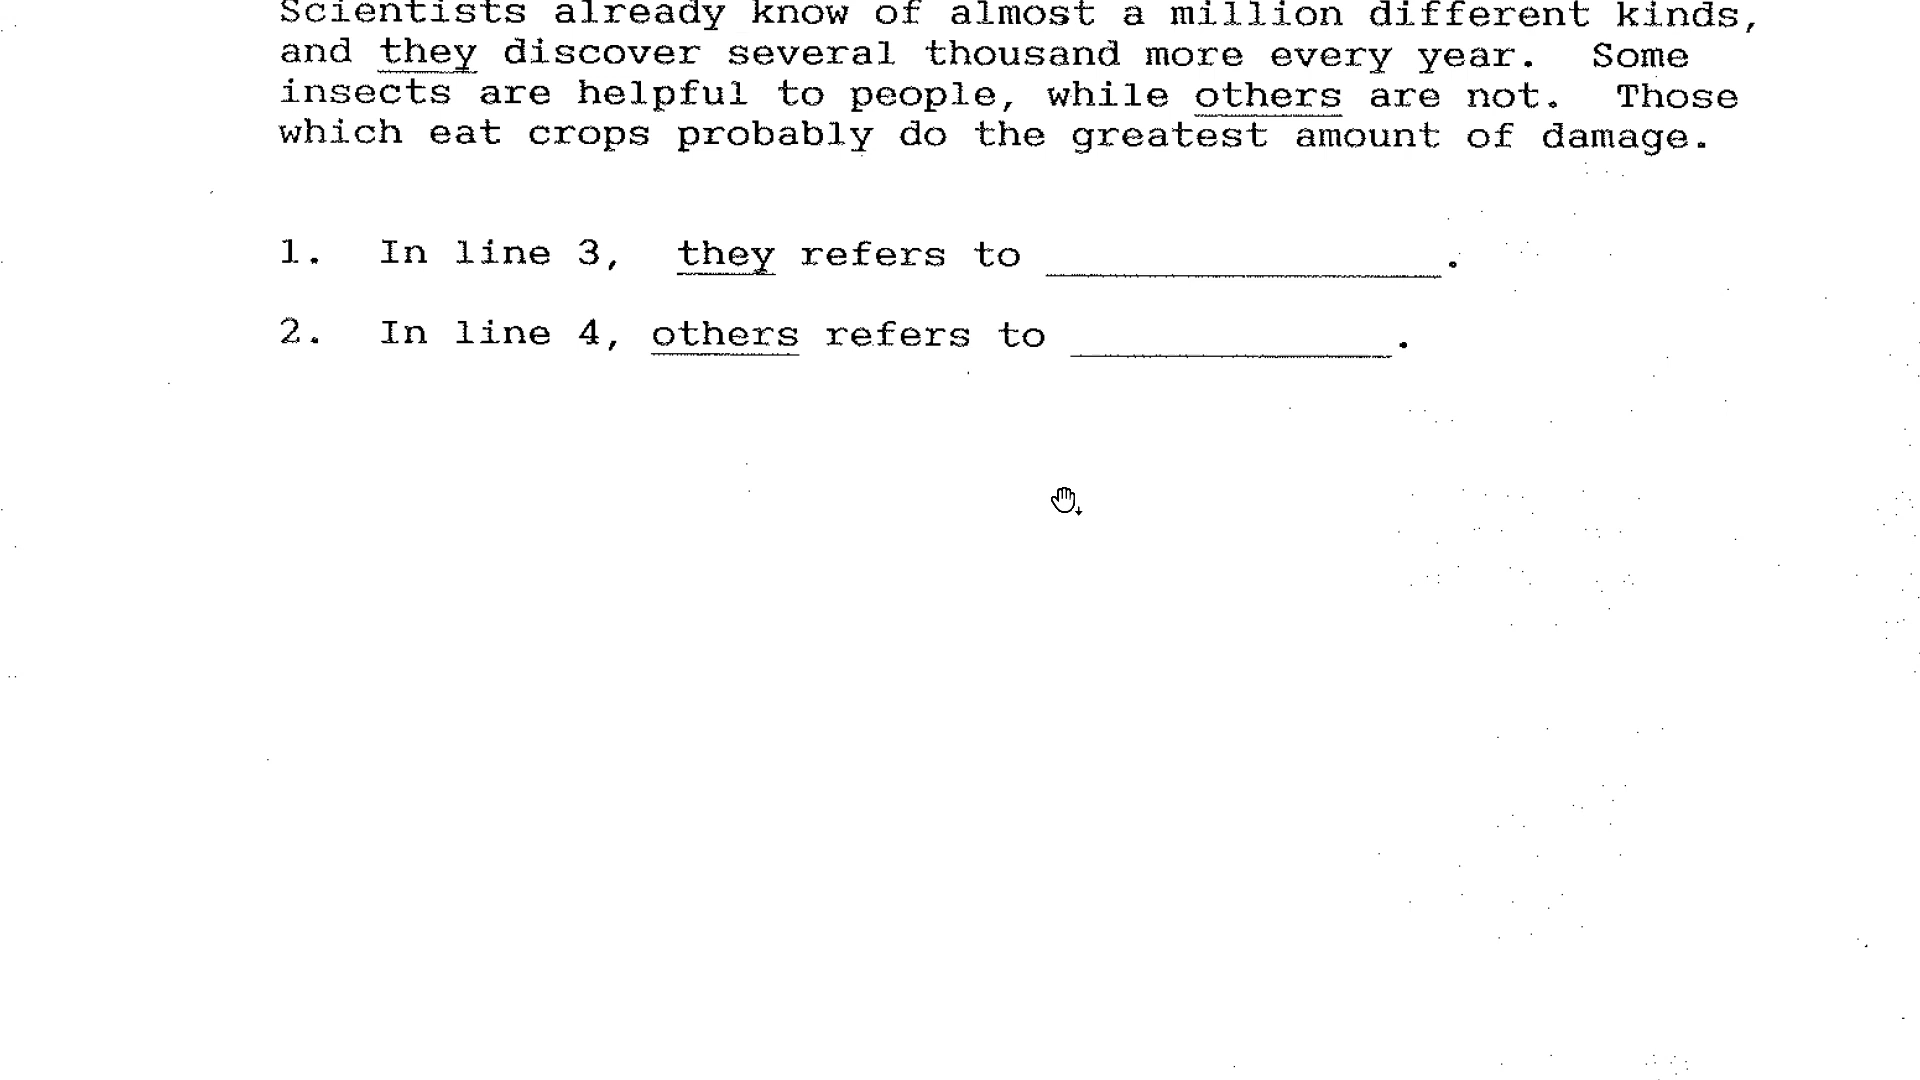 Scientists already know of almost a million different kinds,
and they discover several thousand more every year. Some
insects are helpful to people, while others are not. Those
which eat crops probably do the greatest amount of damage.
1. In line 3, they refers to ____________________.
2. In line 4, others refers to ________________.